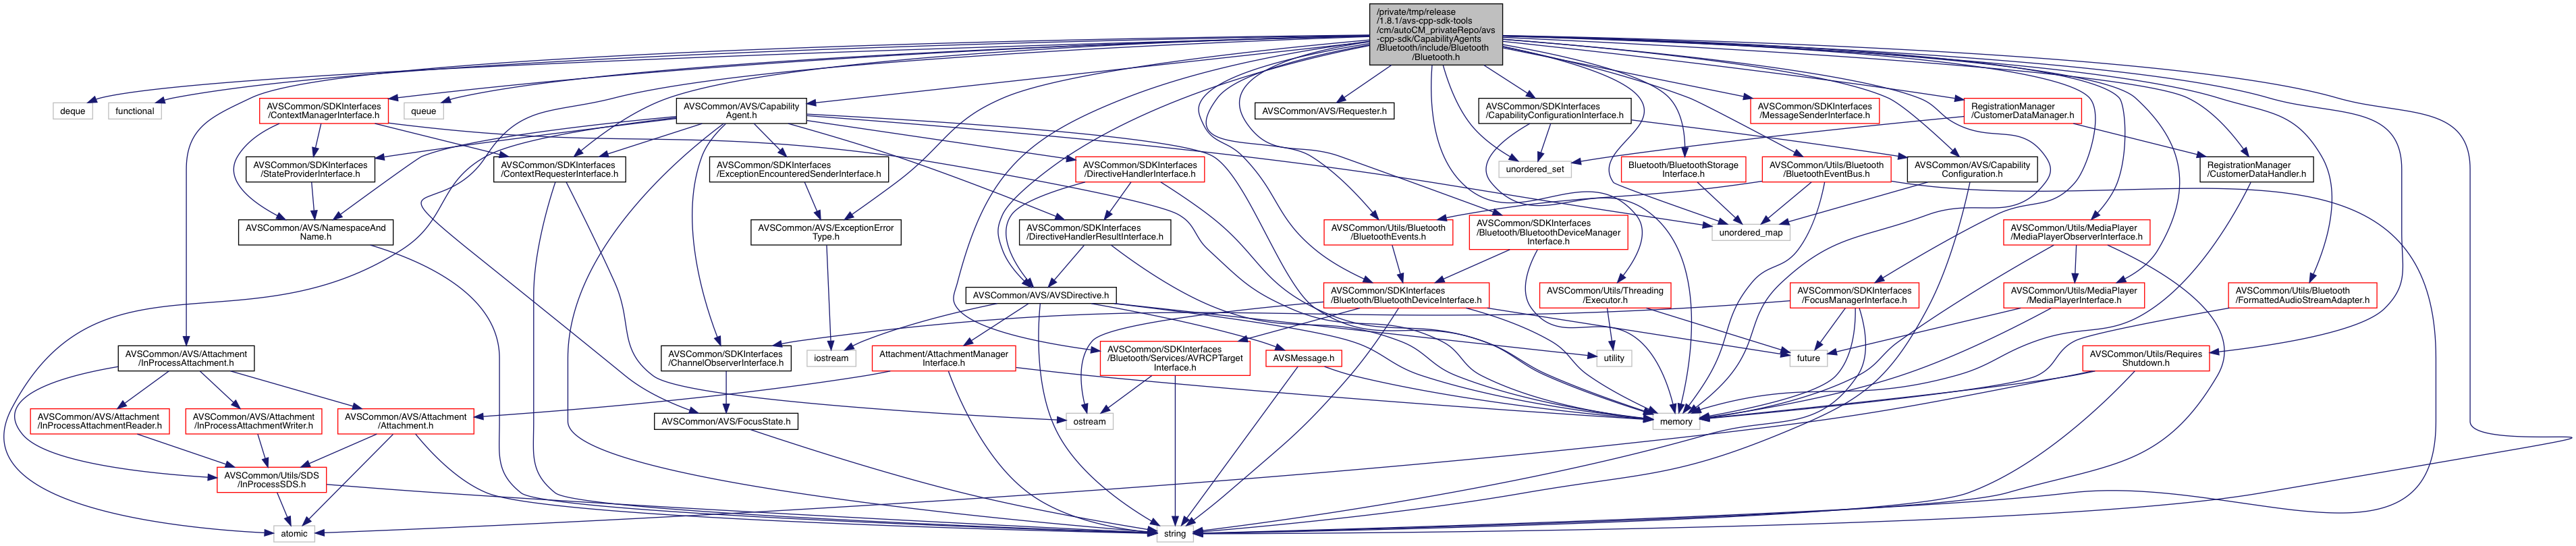 /private/tmp/release
/1.8.1/avs-cpp-sdk-tools
/cm/autoCM_privateRepo/avs
-cpp-sdk/CapabilityAgents
/Bluetooth/include/Bluetooth
/Bluetooth.h
deque
functional
AVSCommon/SDKInterfaces
/ContextManagerInterface.h
queue
AVSCommon/AVS/Capability
Agent.h
AVSCommon/AVS/Requester.h
AVSCommon/SDKInterfaces
/CapabilityConfigurationInterface.h
AVSCommon/SDKInterfaces
/MessageSenderInterface.h
RegistrationManager
/CustomerDataManager.h
AVSCommon/SDKInterfaces
/StateProviderInterface.h
AVSCommon/SDKInterfaces
/ContextRequesterInterface.h
AVSCommon/SDKInterfaces
/ExceptionEncounteredSenderInterface.h
AVSCommon/SDKInterfaces
/DirectiveHandlerInterface.h
unordered_set
Bluetooth/BluetoothStorage
Interface.h
AVSCommon/Utils/Bluetooth
/BluetoothEventBus.h
AVSCommon/AVS/Capability
Configuration.h
RegistrationManager
/CustomerDataHandler.h
AVSCommon/AVS/NamespaceAnd
Name.h
AVSCommon/AVS/ExceptionError
Type.h
AVSCommon/SDKInterfaces
/DirectiveHandlerResultInterface.h
AVSCommon/Utils/Bluetooth
/BluetoothEvents.h
AVSCommon/SDKInterfaces
/Bluetooth/BluetoothDeviceManager
Interface.h
unordered_map
AVSCommon/Utils/MediaPlayer
/MediaPlayerObserverInterface.h
AVSCommon/AVS/AVSDirective.h
AVSCommon/SDKInterfaces
/Bluetooth/BluetoothDeviceInterface.h
AVSCommon/Utils/Threading
/Executor.h
AVSCommon/SDKInterfaces
/FocusManagerInterface.h
AVSCommon/Utils/MediaPlayer
/MediaPlayerInterface.h
AVSCommon/Utils/Bluetooth
/FormattedAudioStreamAdapter.h
AVSCommon/AVS/Attachment
/InProcessAttachment.h
AVSCommon/SDKInterfaces
/ChannelObserverInterface.h
iostream
Attachment/AttachmentManager
Interface.h
AVSCommon/SDKInterfaces
/Bluetooth/Services/AVRCPTarget
Interface.h
AVSMessage.h
utility
future
AVSCommon/Utils/Requires
Shutdown.h
AVSCommon/AVS/Attachment
/InProcessAttachmentReader.h
AVSCommon/AVS/Attachment
/InProcessAttachmentWriter.h
AVSCommon/AVS/Attachment
/Attachment.h
AVSCommon/AVS/FocusState.h
ostream
memory
AVSCommon/Utils/SDS
/InProcessSDS.h
atomic
string